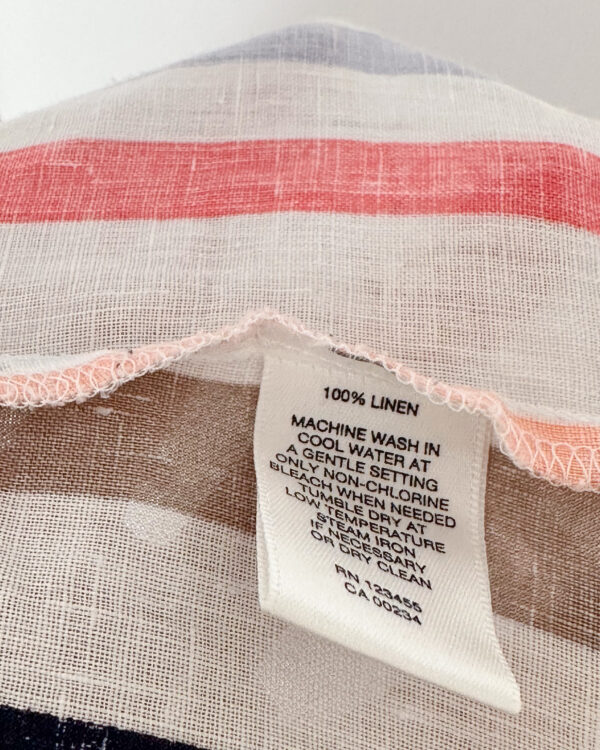 100% LINEN
MACHINE WASH IN
COOL WATER AT
A GENTLE SETTING
ONLY NON-CHLORINE
BLEACH WHEN NEEDED
TUMBLE DRY AT
LOW TEMPERATURE
STEAM IRON
IF NECESSARY
OR DRY CLEAN
RN 123456
CA 00234